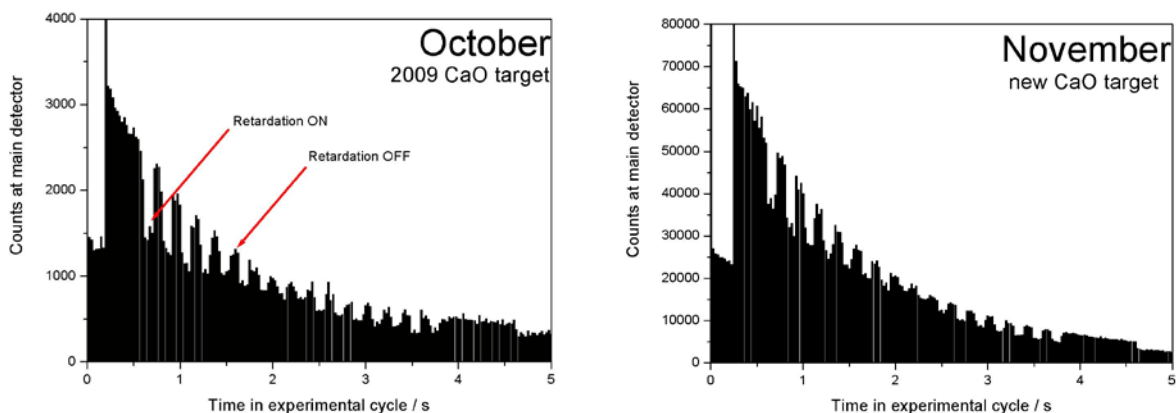 October
2009 CaO target
Retardation ON
Retardation OFF
Counts at main detector
4000
3000
2000
1000
0
0 1 2 3 4 5
Time in experimental cycle / s
November
new CaO target
Counts at main detector
80000
70000
60000
50000
40000
30000
20000
10000
0
0 1 2 3 4 5
Time in experimental cycle / s